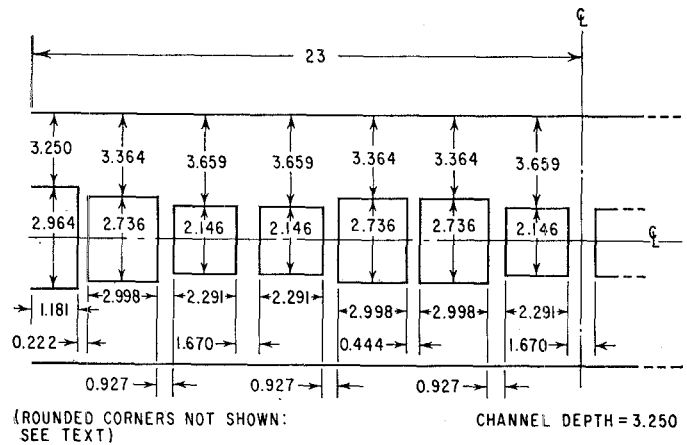 ℄
23
3.250 3.364 3.659 3.659 3.364 3.364 3.659
2.964 2.736 2.146 2.146 2.736 2.736 2.146 ℄
1.181 2.998 2.291 2.291 2.998 2.998 2.291
0.222 1.670 0.444 1.670
0.927 0.927 0.927
(ROUNDED CORNERS NOT SHOWN: CHANNEL DEPTH = 3.250
SEE TEXT)